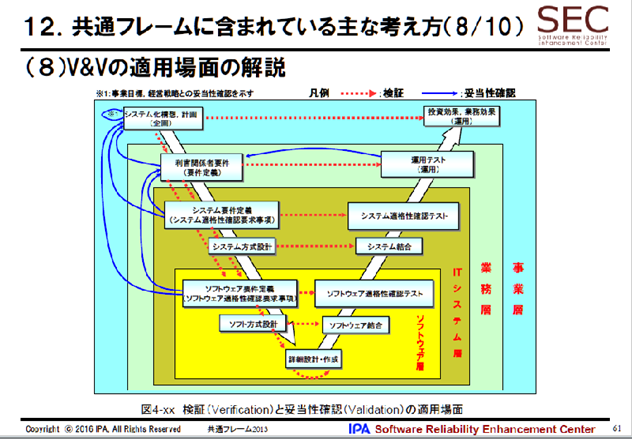 12. 共通フレームに含まれている主な考え方(8/10)
SEC
Software Reliability
Enhancement Center
(8)V&Vの適用場面の解説
※1:事業目標、経営戦略との妥当性確認を示す
凡例
:検証
:妥当性確認
システム化構想、計画
(企画)
投資効果、業務効果
(運用)
利害関係者要件
(要件定義)
運用テスト
(運用)
システム要件定義
(システム適格性確認要求事項)
システム適格性確認テスト
システム方式設計
システム結合
ソフトウェア要件定義
(ソフトウェア適格性確認要求事項)
ソフトウェア適格性確認テスト
ソフト方式設計
ソフトウェア結合
詳細設計・作成
ソフトウェア層
ITシステム層
業務層
事業層
図4-xx 検証(Verification)と妥当性確認(Validation)の適用場面
Copyright © 2016 IPA, All Rights Reserved
共通フレーム2013
IPA Software Reliability Enhancement Center
61